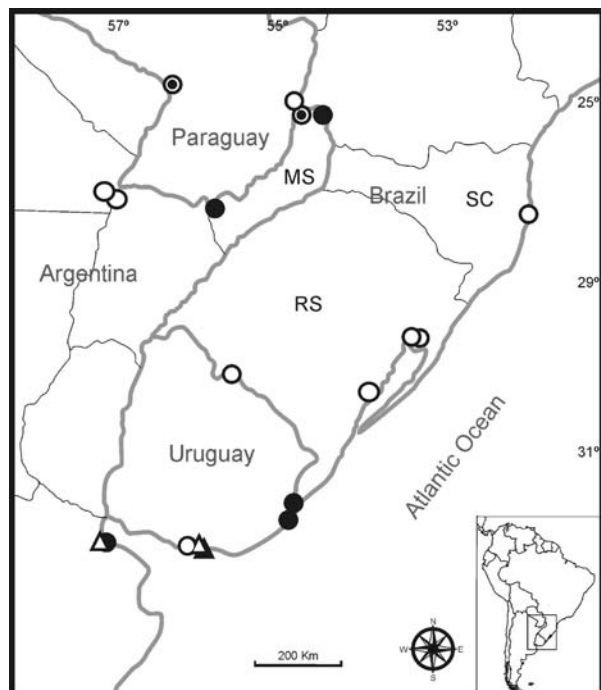 57º 55º 53º
25º
Paraguay
MS
Brazil SC
Argentina
29º
RS
Uruguay
31º
Atlantic Ocean
N
W E
S
200 Km